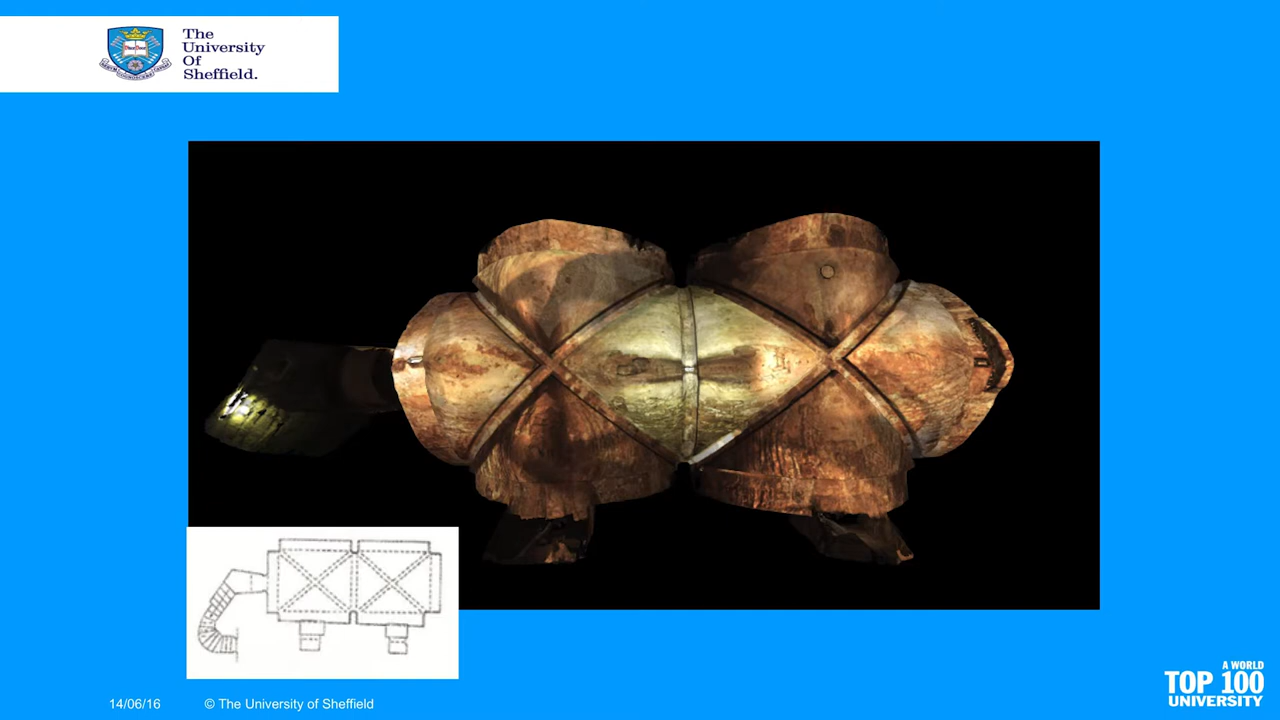 The
University
Of
Sheffield.
14/06/16
© The University of Sheffield
A WORLD
TOP 100
UNIVERSITY